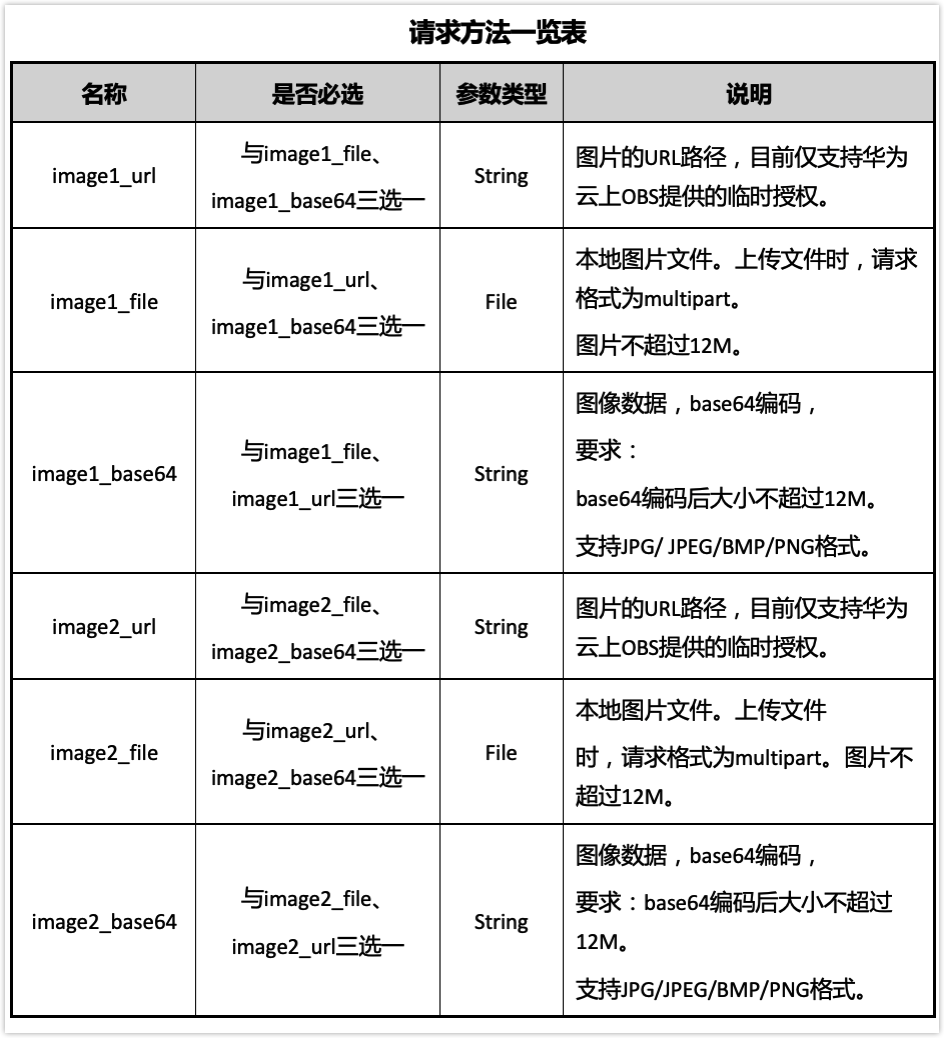 请求方法一览表
名称 是否必选 参数类型 说明
image1_url
与image1_file、
image1_base64三选一
String
图片的URL路径，目前仅支持华为
云上OBS提供的临时授权。
image1_file
与image1_url、
image1_base64三选一
File
本地图片文件。上传文件时，请求
格式为multipart。
图片不超过12M。
image1_base64
与image1_file、
image1_url三选一
String
图像数据，base64编码，
要求：
base64编码后大小不超过12M。
支持JPG/ JPEG/BMP/PNG格式。
image2_url
与image2_file、
image2_base64三选一
String
图片的URL路径，目前仅支持华为
云上OBS提供的临时授权。
image2_file
与image2_url、
image2_base64三选一
File
本地图片文件。上传文件
时，请求格式为multipart。图片不
超过12M。
image2_base64
与image2_file、
image2_url三选一
String
图像数据，base64编码，
要求：base64编码后大小不超过
12M。
支持JPG/JPEG/BMP/PNG格式。